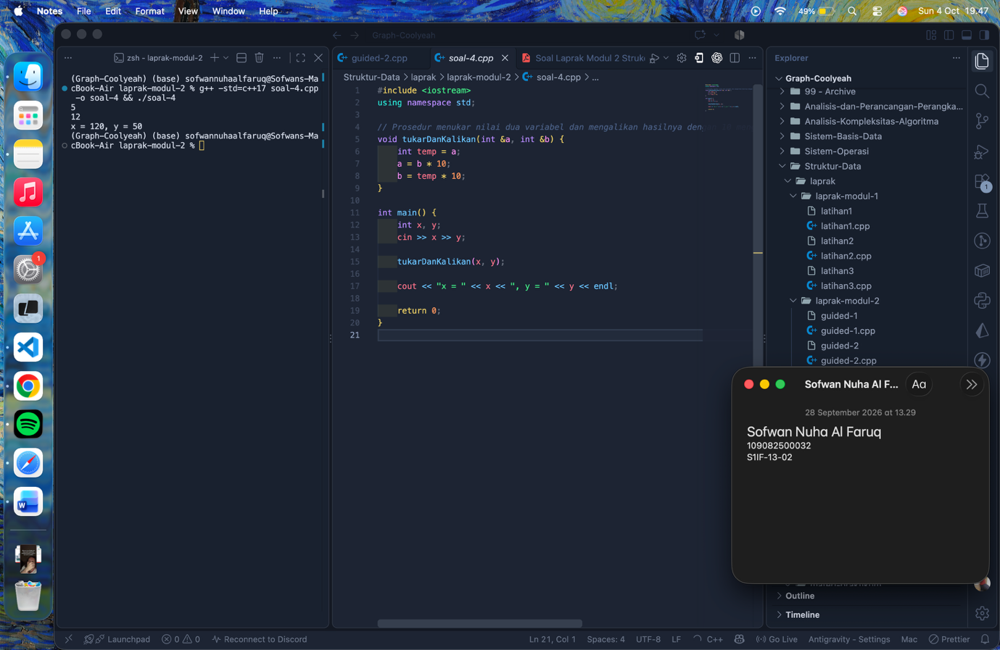 Notes File Edit Format View Window Help 49% Sun 4 Oct 19.47
Graph-Coolyeah
zsh - laprak-modul-2
(Graph-Coolyeah) (base) sofwannuhaalfaruq@Sofwans-Ma
cBook-Air laprak-modul-2 % g++ -std=c++17 soal-4.cpp
-o soal-4 && ./soal-4
5
12
x = 120, y = 50
(Graph-Coolyeah) (base) sofwannuhaalfaruq@Sofwans-Ma
cBook-Air laprak-modul-2 %
guided-2.cpp soal-4.cpp Soal Laprak Modul 2 Struk
Struktur-Data > laprak > laprak-modul-2 > soal-4.cpp > ...
1 #include <iostream>
2 using namespace std;
3
4 // Prosedur menukar nilai dua variabel dan mengalikan hasilnya
5 void tukarDanKalikan(int &a, int &b) {
6 int temp = a;
7 a = b * 10;
8 b = temp * 10;
9 }
10
11 int main() {
12 int x, y;
13 cin >> x >> y;
14
15 tukarDanKalikan(x, y);
16
17 cout << "x = " << x << ", y = " << y << endl;
18
19 return 0;
20 }
21
Explorer
Graph-Coolyeah
99 - Archive
Analisis-dan-Perancangan-Perangka...
Analisis-Kompleksitas-Algoritma
Sistem-Basis-Data
Sistem-Operasi
Struktur-Data
laprak
laprak-modul-1
latihan1
latihan1.cpp
latihan2
latihan2.cpp
latihan3
latihan3.cpp
laprak-modul-2
guided-1
guided-1.cpp
guided-2
guided-2.cpp
1
1
Sofwan Nuha Al F... Aa
28 September 2026 at 13.29
Sofwan Nuha Al Faruq
109082500032
S1IF-13-02
Outline
Timeline
Launchpad 0 0 Reconnect to Discord Ln 21, Col 1 Spaces: 4 UTF-8 LF C++ Go Live Antigravity - Settings Mac Prettier